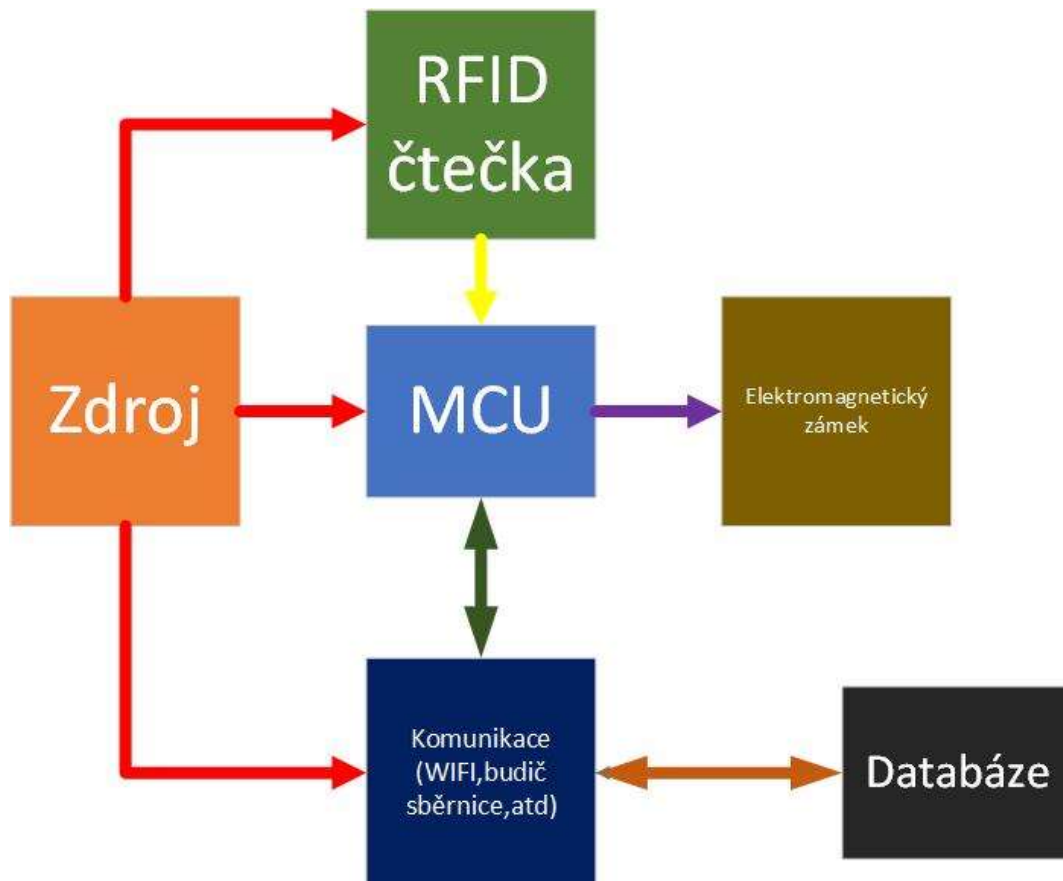 RFID
čtečka
Zdroj
MCU
Elektromagnetický
zámek
Komunikace
(WIFI,budič
sběrnice,atd)
Databáze